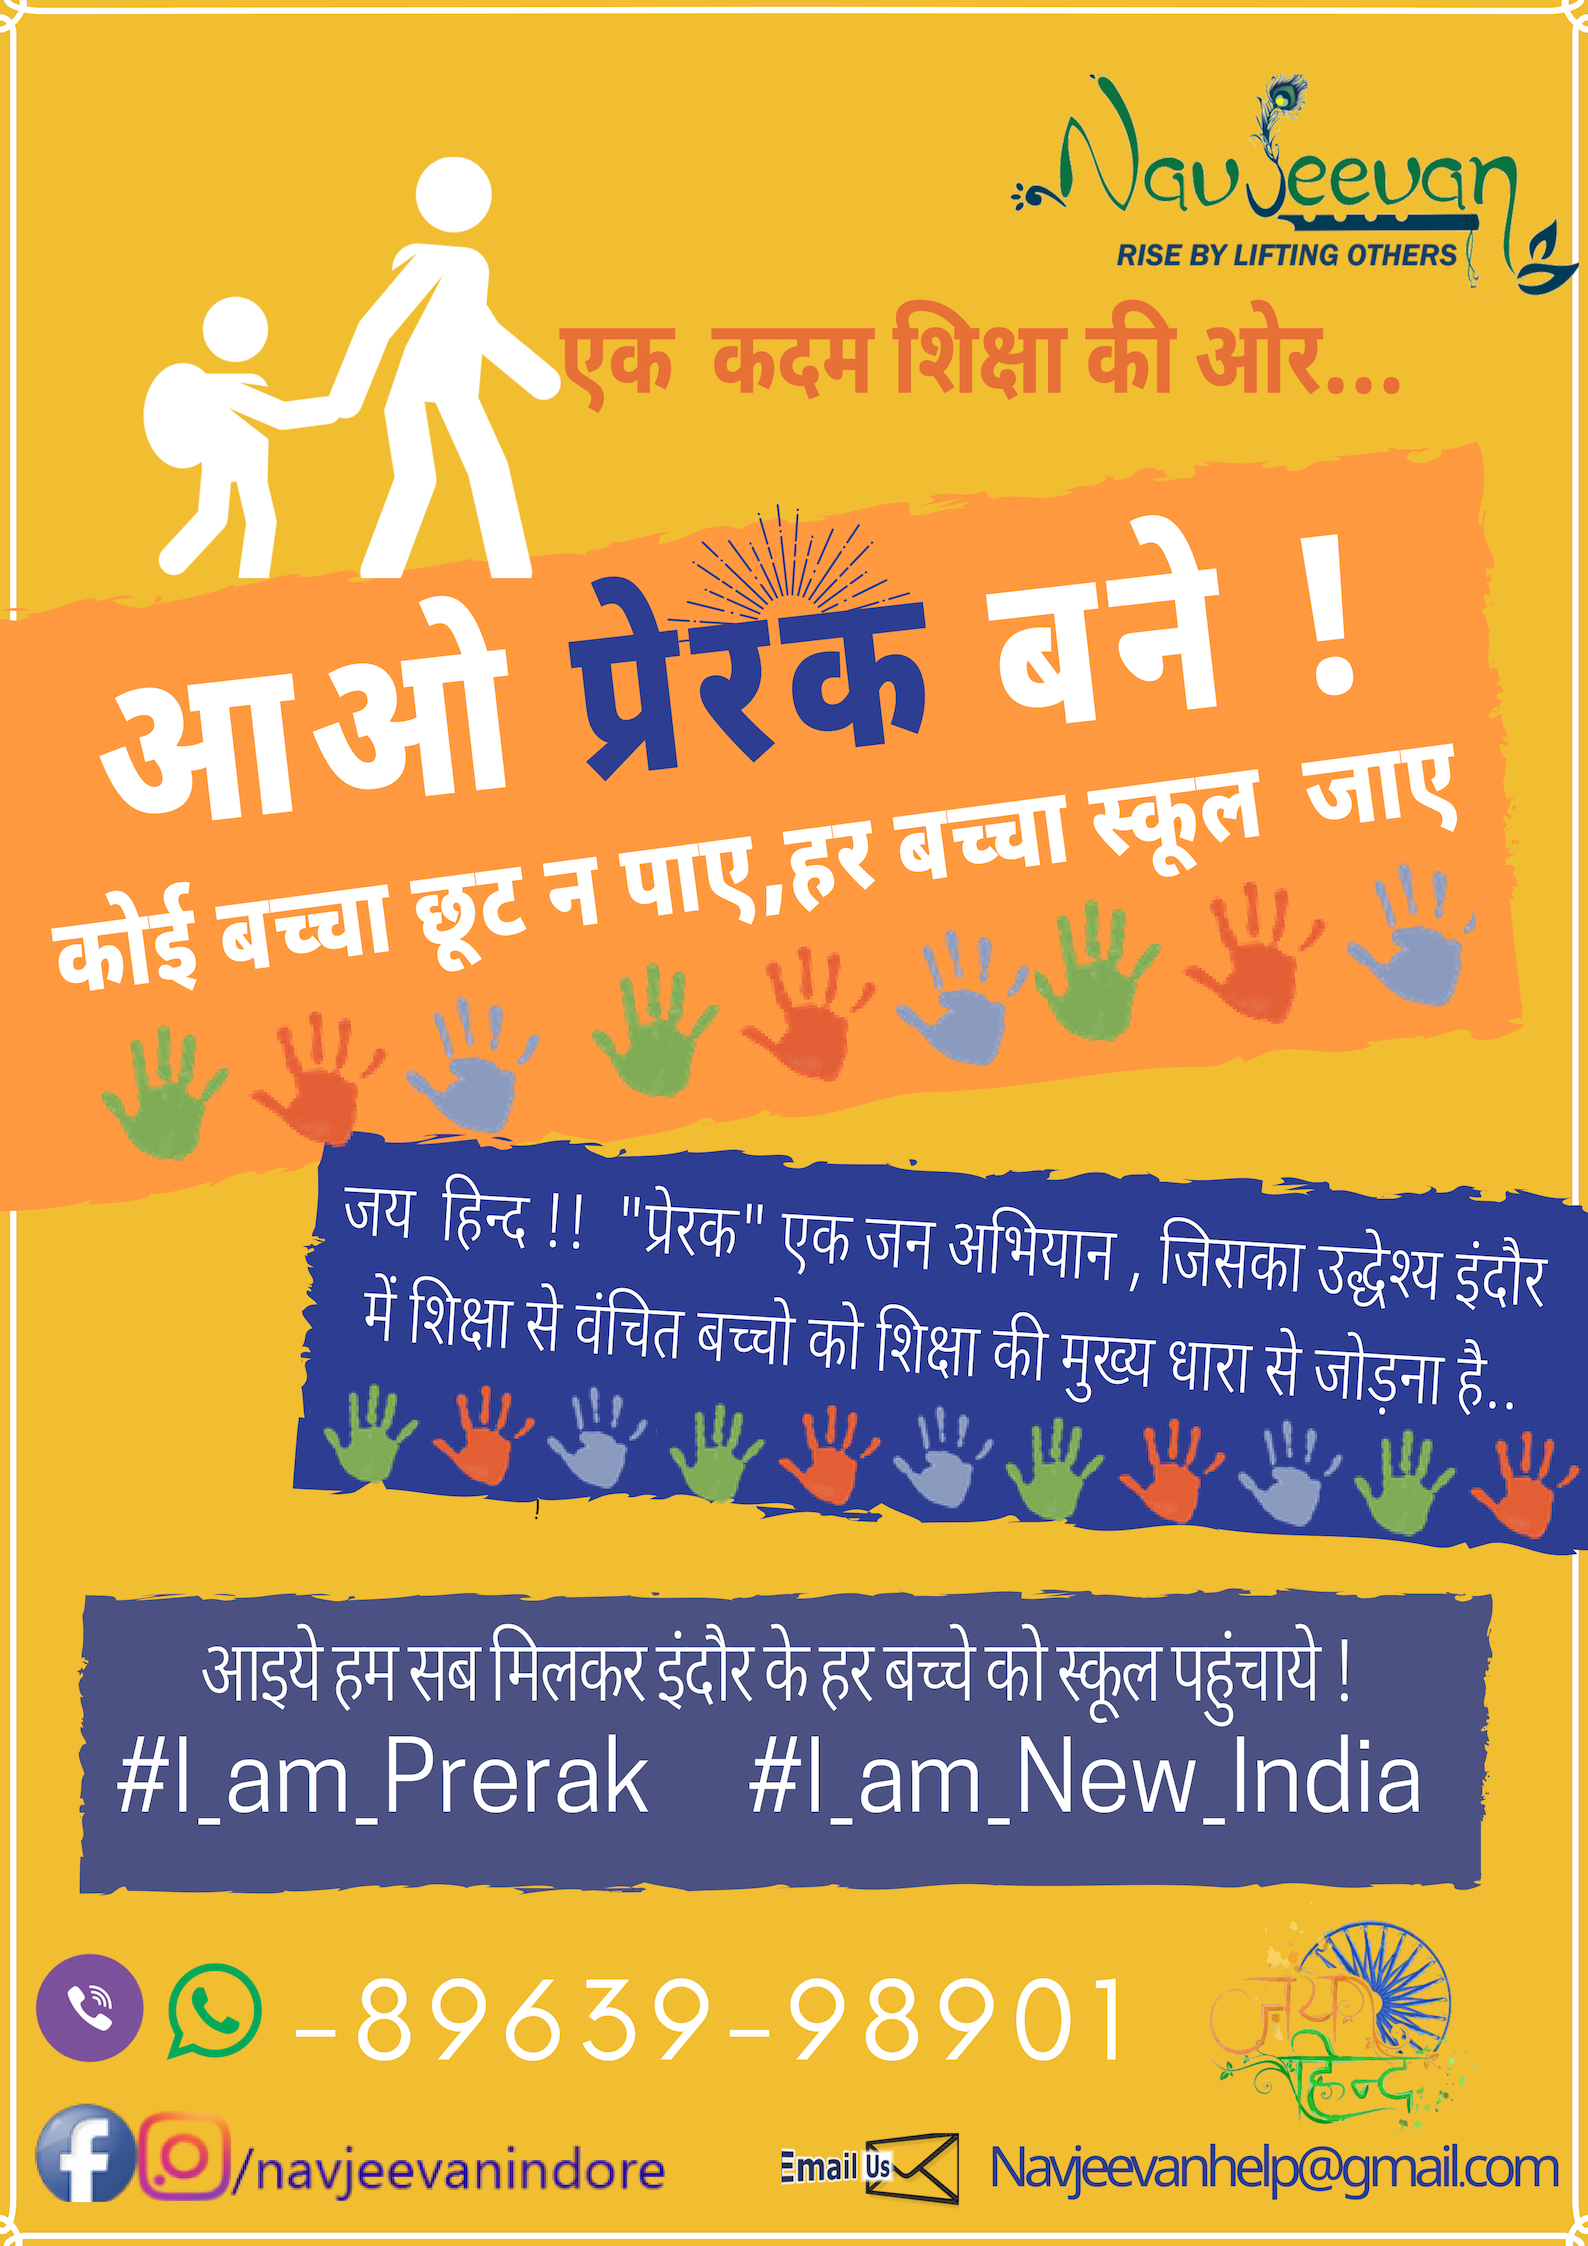 NavJeevan
RISE BY LIFTING OTHERS
एक कदम शिक्षा की ओर...
आओ प्रेरक बने !
कोई बच्चा छूट न पाए,हर बच्चा स्कूल जाए
जय हिन्द !! "प्रेरक" एक जन अभियान , जिसका उद्धेश्य इंदौर
में शिक्षा से वंचित बच्चो को शिक्षा की मुख्य धारा से जोड़ना है..
आइये हम सब मिलकर इंदौर के हर बच्चे को स्कूल पहुंचाये !
#I_am_Prerak #I_am_New_India
-89639-98901
जय
हिन्द
/navjeevanindore
Email Us
Navjeevanhelp@gmail.com